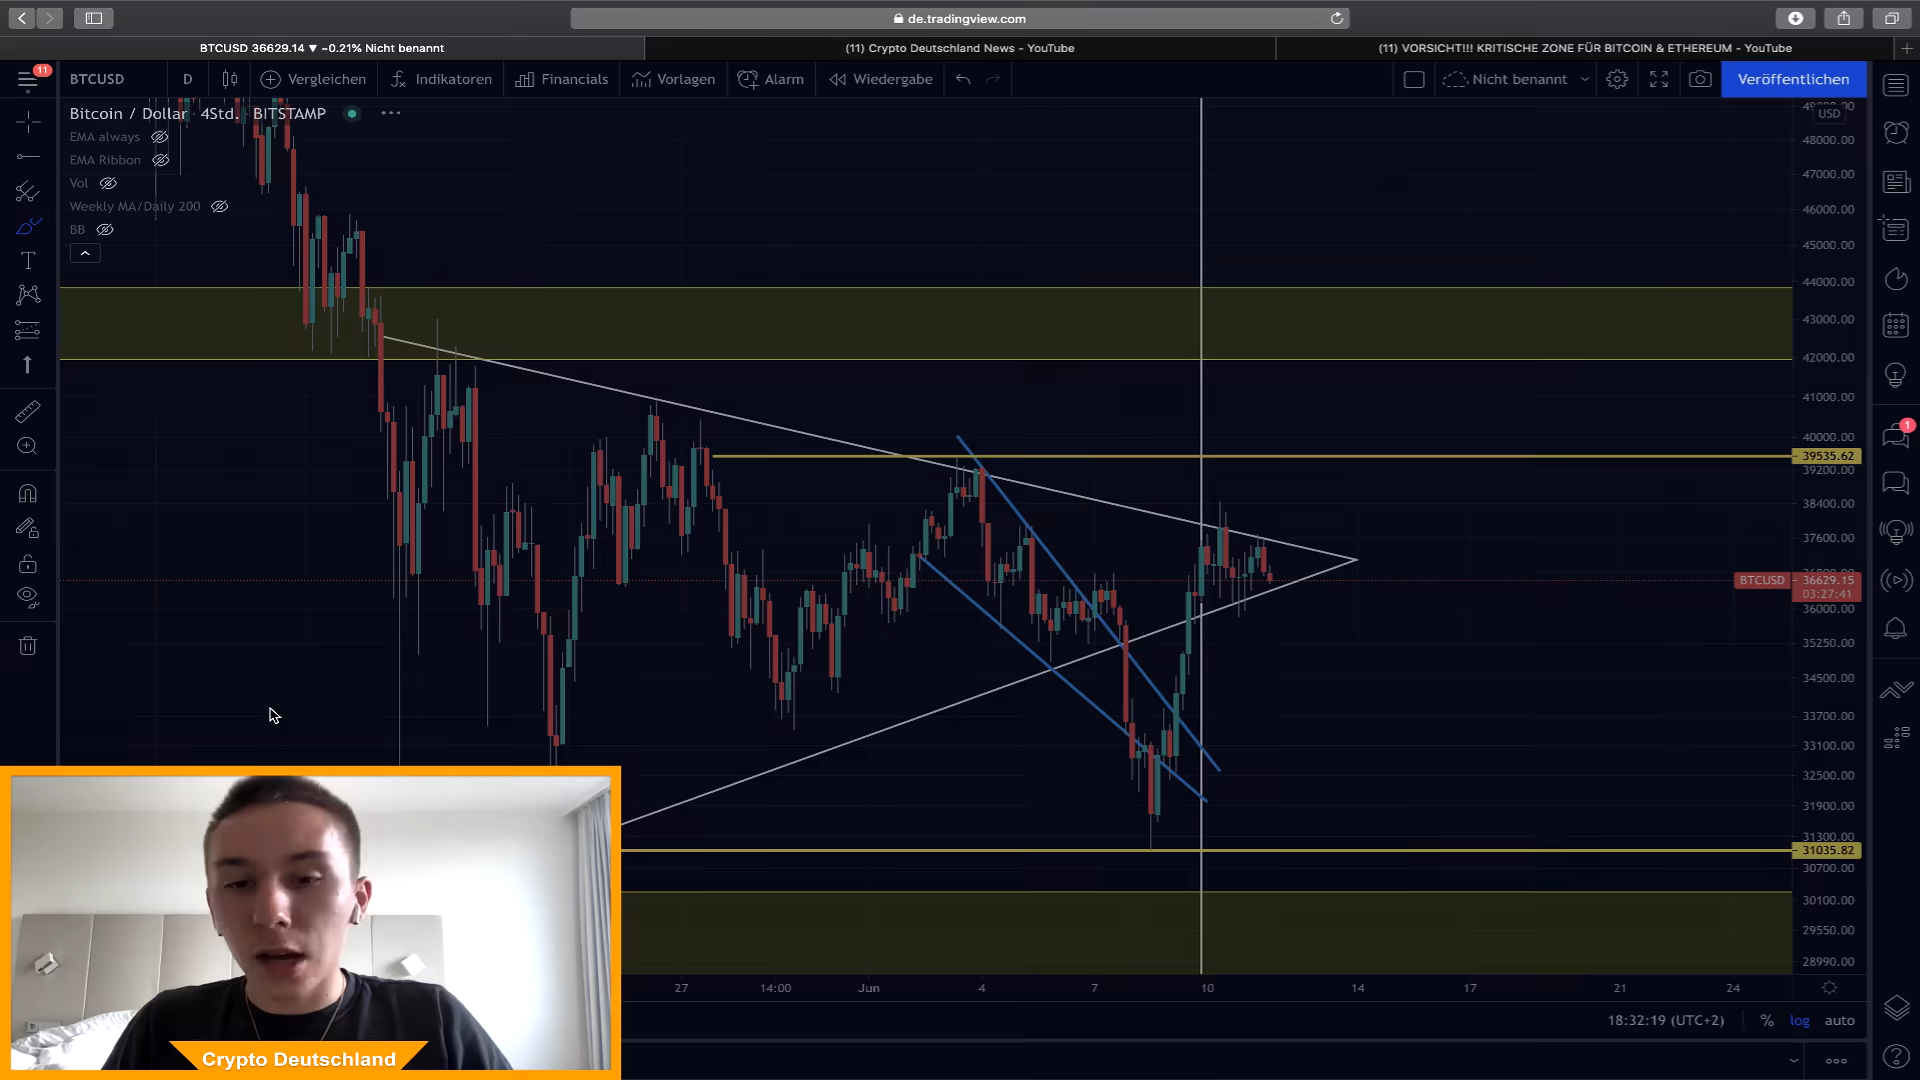 de.tradingview.com
BTCUSD 36629.14 ▼ −0.21% Nicht benannt
(11) Crypto Deutschland News - YouTube
(11) VORSICHT!!! KRITISCHE ZONE FÜR BITCOIN & ETHEREUM - YouTube
11
BTCUSD
D
Vergleichen
Indikatoren
Financials
Vorlagen
Alarm
Wiedergabe
Nicht benannt
Veröffentlichen
Bitcoin / Dollar · 4Std. · BITSTAMP
EMA always
EMA Ribbon
Vol
Weekly MA/Daily 200
BB
USD
48000.00
47000.00
46000.00
45000.00
44000.00
43000.00
42000.00
41000.00
40000.00
39535.62
39200.00
38400.00
37600.00
BTCUSD 36629.15
03:27:41
36000.00
35250.00
34500.00
33700.00
33100.00
32500.00
31900.00
31300.00
31035.82
30700.00
30100.00
29550.00
28990.00
1
27
14:00
Jun
4
7
10
14
17
21
24
18:32:19 (UTC+2)
%
log
auto
Crypto Deutschland